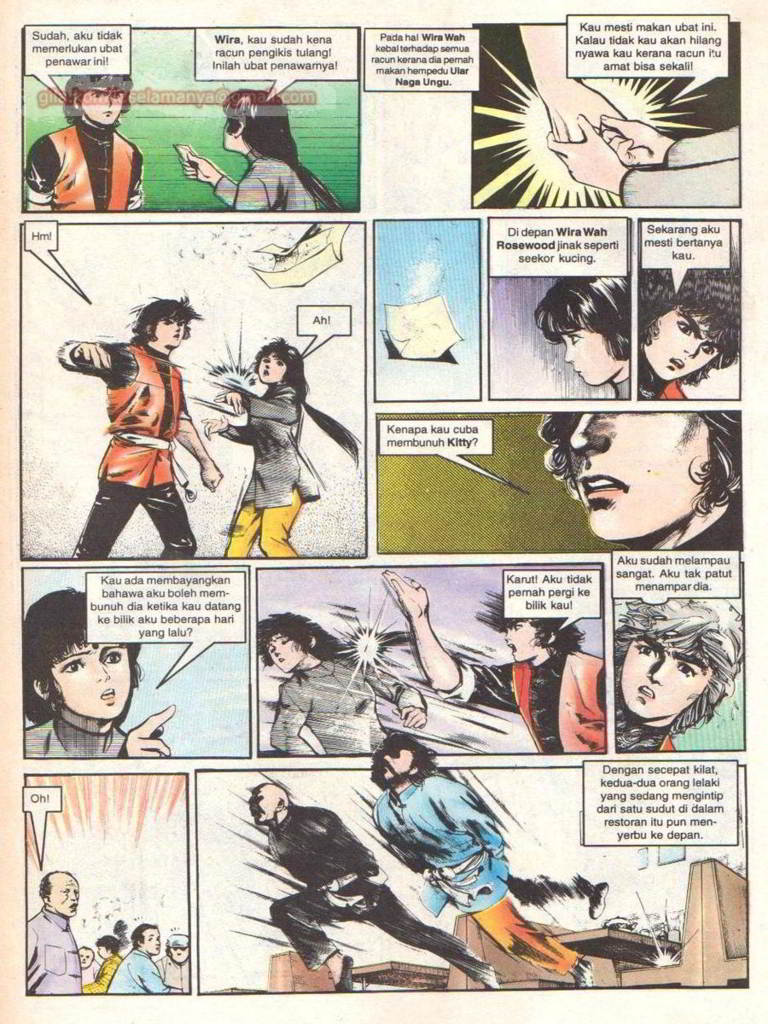 Sudah, aku tidak
memerlukan ubat
penawar ini!
Wira, kau sudah kena
racun pengikis tulang!
Inilah ubat penawarnya!
Pada hal Wira Wah
kebal terhadap semua
racun kerana dia pernah
makan hempedu Ular
Naga Ungu.
Kau mesti makan ubat ini.
Kalau tidak kau akan hilang
nyawa kau kerana racun itu
amat bisa sekali!
Hm!
Ah!
Di depan Wira Wah
Rosewood jinak seperti
seekor kucing.
Sekarang aku
mesti bertanya
kau.
Kenapa kau cuba
membunuh Kitty?
Kau ada membayangkan
bahawa aku boleh mem-
bunuh dia ketika kau datang
ke bilik aku beberapa hari
yang lalu?
Karut! Aku tidak
pernah pergi ke
bilik kau!
Aku sudah melampau
sangat. Aku tak patut
menampar dia.
Oh!
Dengan secepat kilat,
kedua-dua orang lelaki
yang sedang mengintip
dari satu sudut di dalam
restoran itu pun men-
yerbu ke depan.